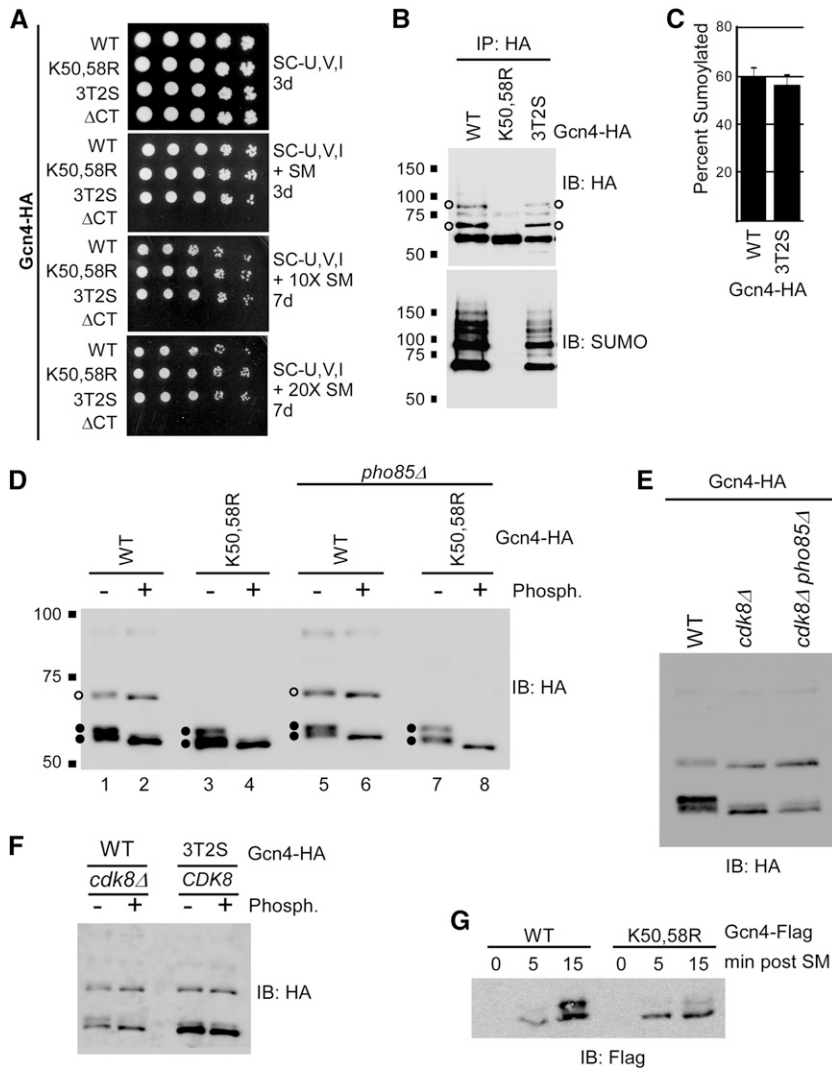 A
Gcn4-HA
WT
K50,58R
3T2S
ΔCT
SC-U,V,I
3d
WT
K50,58R
3T2S
ΔCT
SC-U,V,I
+ SM
3d
WT
K50,58R
3T2S
ΔCT
SC-U,V,I
+ 10X SM
7d
WT
K50,58R
3T2S
ΔCT
SC-U,V,I
+ 20X SM
7d
B
IP: HA
WT
K50,58R
3T2S
Gcn4-HA
150
100
75
50
IB: HA
150
100
75
50
IB: SUMO
C
Percent Sumoylated
80
60
40
20
WT
3T2S
Gcn4-HA
D
pho85Δ
WT
K50,58R
WT
K50,58R
Gcn4-HA
- + - + - + - + Phosph.
100
75
50
IB: HA
1 2 3 4 5 6 7 8
E
Gcn4-HA
WT
cdk8Δ
cdk8Δ pho85Δ
IB: HA
F
WT 3T2S Gcn4-HA
cdk8Δ CDK8
- + - + Phosph.
IB: HA
G
WT K50,58R Gcn4-Flag
0 5 15 0 5 15 min post SM
IB: Flag